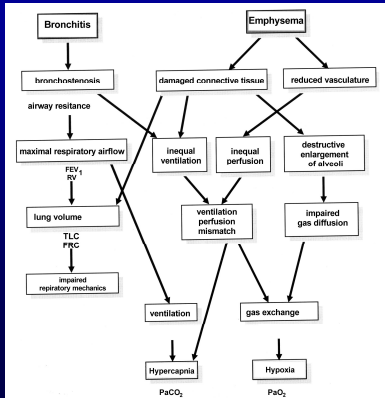 Bronchitis
Emphysema
bronchostenosis
damaged connective tissue
reduced vasculature
airway resitance
maximal respiratory airflow
inequal
ventilation
inequal
perfusion
destructive
enlargement
of alveoli
FEV1
RV
lung volume
ventilation
perfusion
mismatch
impaired
gas diffusion
TLC
FRC
impaired
repiratory mechanics
ventilation
gas exchange
Hypercapnia
Hypoxia
PaCO2
PaO2